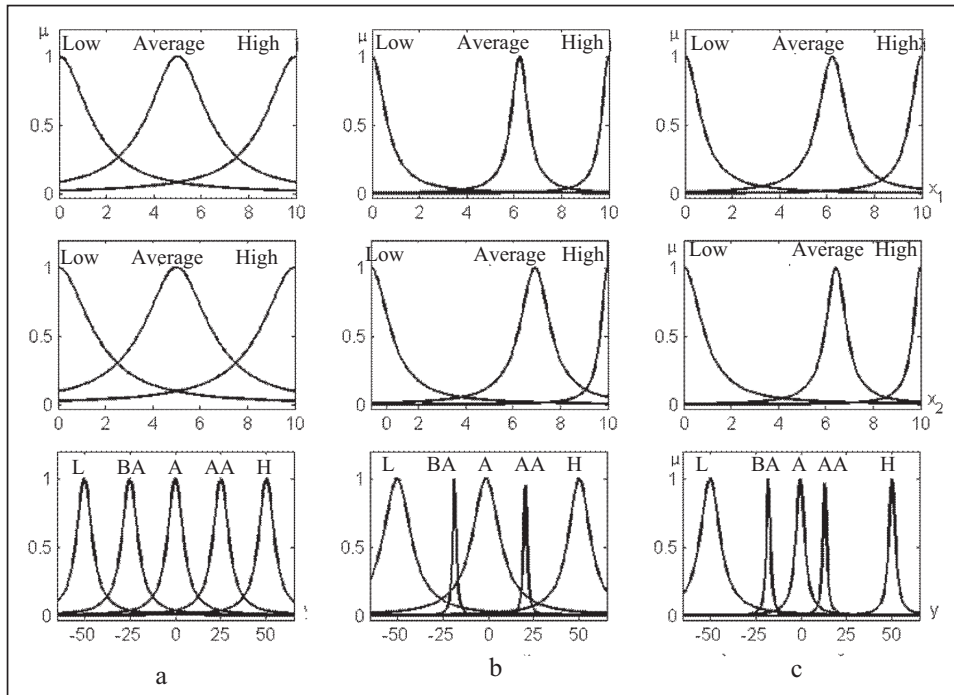 μ Low Average High μ Low Average High μ Low Average High
1 1 1
0.5 0.5 0.5
0 0 0 x1
0 2 4 6 8 10 0 2 4 6 8 10 0 2 4 6 8 10
Low Average High Low Average High μ Low Average High
1 1 1
0.5 0.5 0.5
0 0 0 x2
0 2 4 6 8 10 0 2 4 6 8 10 0 2 4 6 8 10
L BA A AA H L BA A AA H μ L BA A AA H
1 1 1
0.5 0.5 0.5
0 0 0 y
-50 -25 0 25 50 -50 -25 0 25 50 -50 -25 0 25 50
a b c